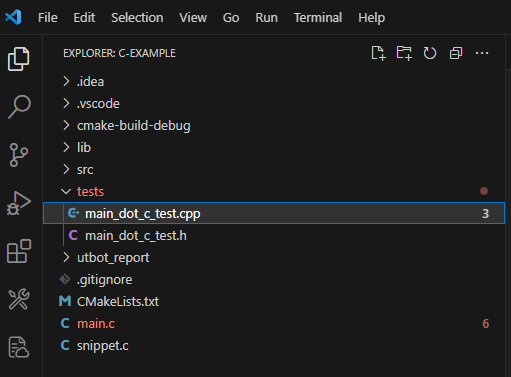 File Edit Selection View Go Run Terminal Help
EXPLORER: C-EXAMPLE
.idea
.vscode
cmake-build-debug
lib
src
tests
main_dot_c_test.cpp 3
C main_dot_c_test.h
utbot_report
.gitignore
M CMakeLists.txt
C main.c 6
C snippet.c